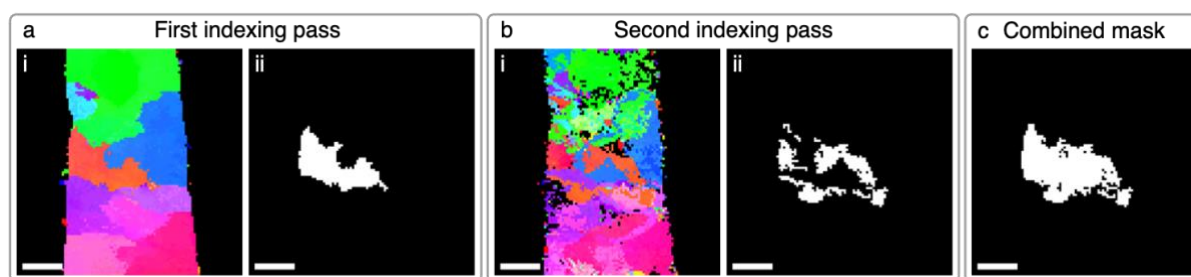 a First indexing pass
i
ii
b Second indexing pass
i
ii
c Combined mask